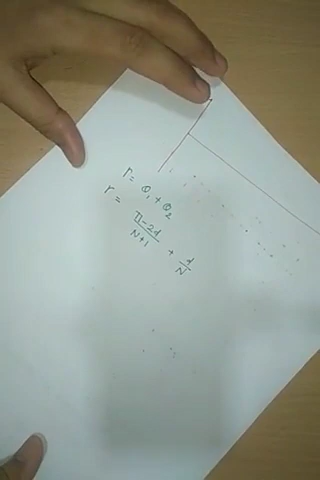 r = θ₁ + θ₂
r = π-2d/N+1 + d/N